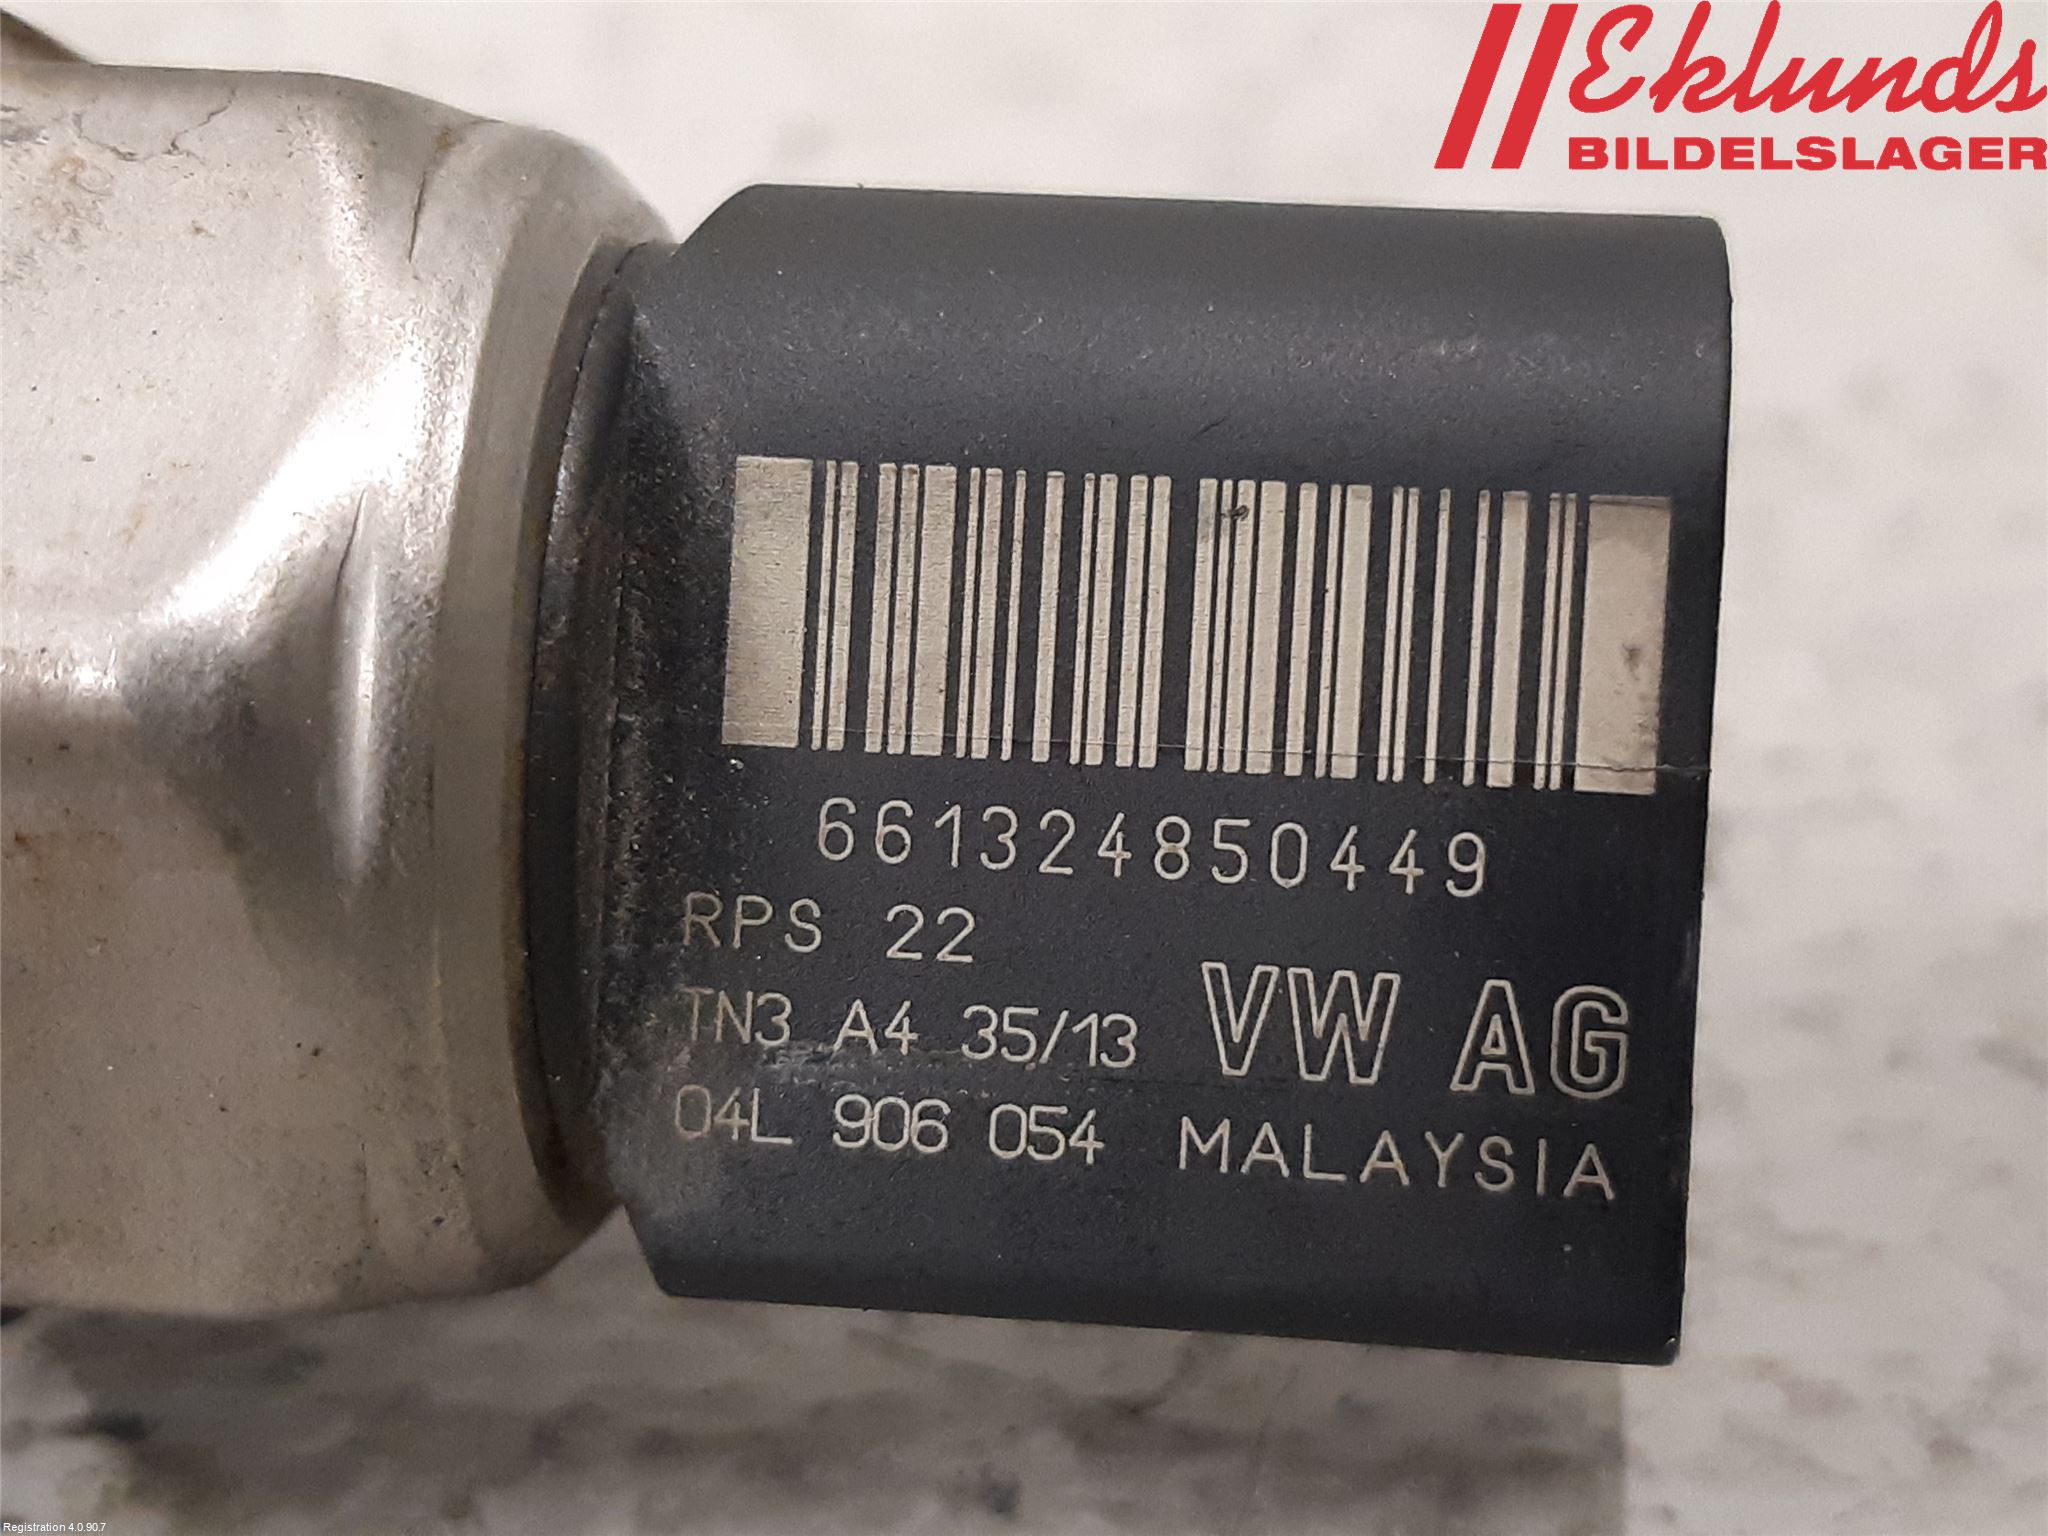 Eklunds
BILDELSLAGER
661324850449
RPS 22
TN3 A4 35/13 VW AG
04L 906 054 MALAYSIA
Registration 4.0.90.7